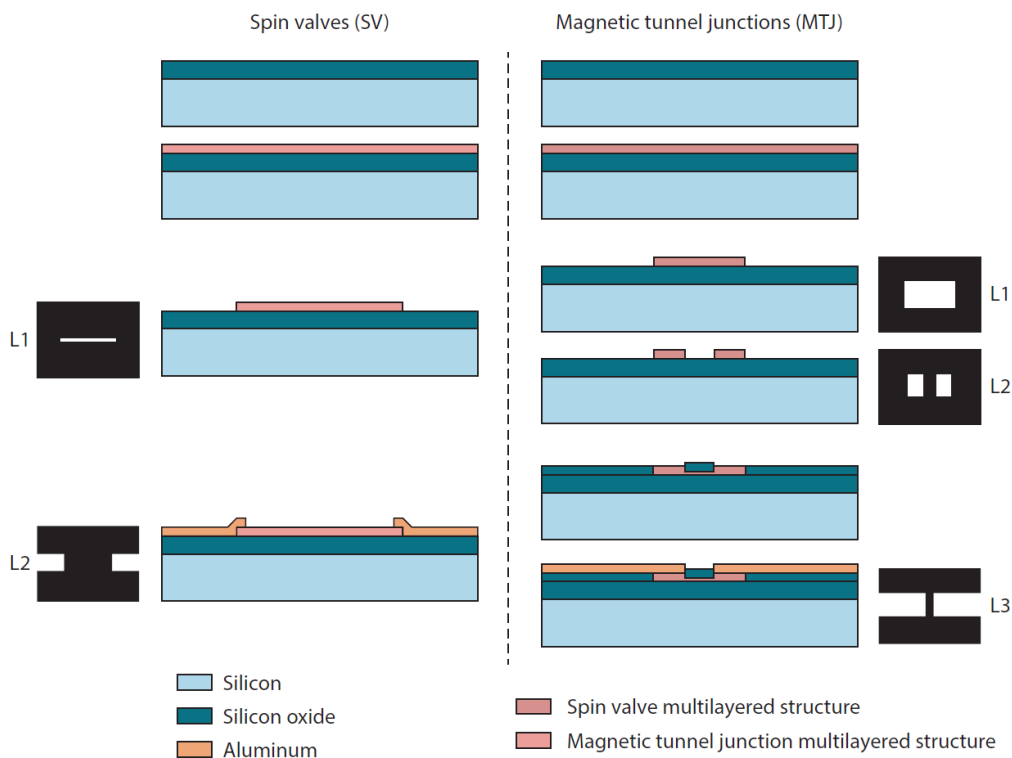 Spin valves (SV)
Magnetic tunnel junctions (MTJ)
L1
L2
L1
L2
L3
Silicon
Silicon oxide
Aluminum
Spin valve multilayered structure
Magnetic tunnel junction multilayered structure